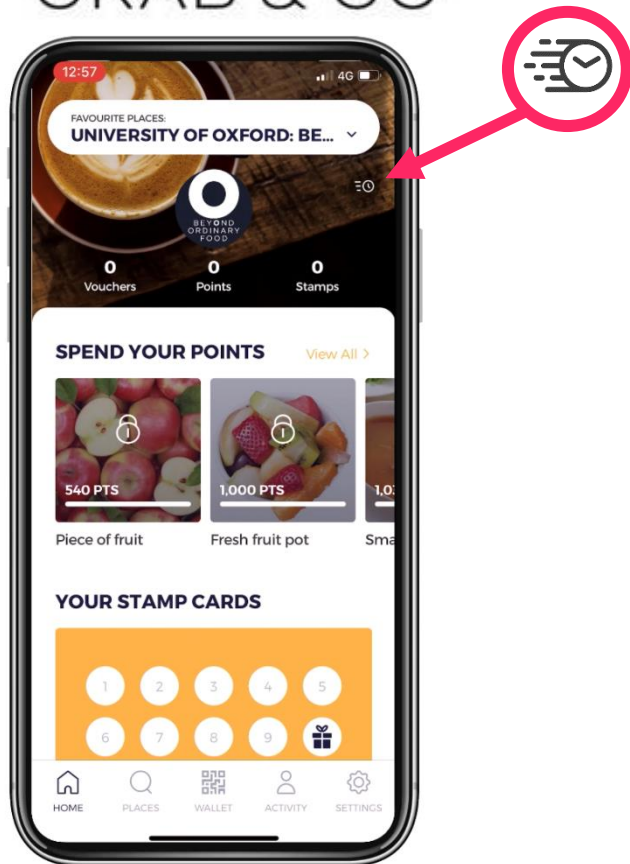 GRAB & GO
12:57
4G
FAVOURITE PLACES:
UNIVERSITY OF OXFORD: BE...
BEYOND
ORDINARY
FOOD
0 0 0
Vouchers Points Stamps
SPEND YOUR POINTS View All >
540 PTS 1,000 PTS
Piece of fruit Fresh fruit pot
YOUR STAMP CARDS
1 2 3 4 5
6 7 8 9
HOME PLACES WALLET ACTIVITY SETTINGS